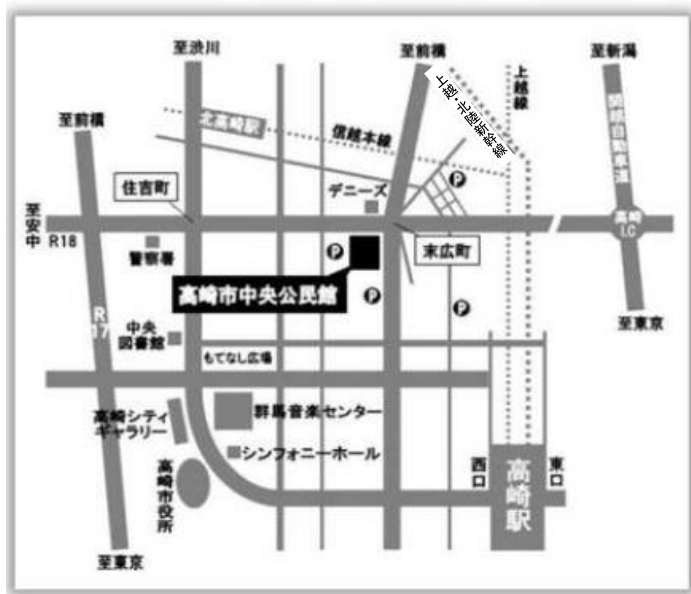 至渋川
至前橋
至新潟
上越線
上越・北陸新幹線
関越自動車道
至前橋
北高崎駅
信越本線
P
住吉町
デニーズ
至安中
R18
高崎
I.C
警察署
P
末広町
高崎市中央公民館
P
P
R17
中央
図書館
至東京
もてなし広場
高崎シティ
ギャラリー
群馬音楽センター
シンフォニーホール
高崎市役所
西口
高崎駅
東口
至東京